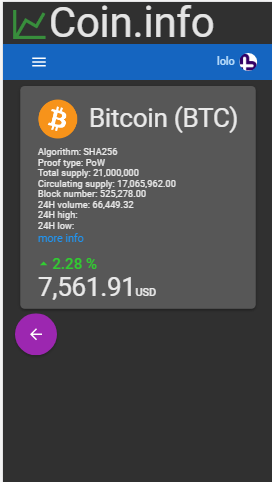 Coin.info
lolo
Bitcoin (BTC)
Algorithm: SHA256
Proof type: PoW
Total supply: 21,000,000
Circulating supply: 17,065,962.00
Block number: 525,278.00
24H volume: 66,449.32
24H high:
24H low:
more info
2.28 %
7,561.91USD